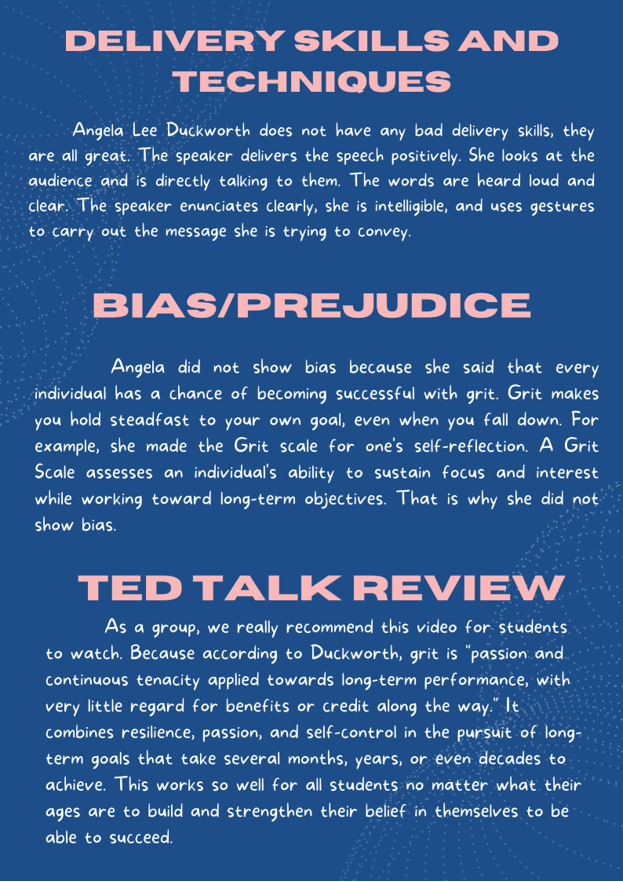 DELIVERY SKILLS AND
TECHNIQUES
Angela Lee Duckworth does not have any bad delivery skills, they
are all great. The speaker delivers the speech positively. She looks at the
audience and is directly talking to them. The words are heard loud and
clear. The speaker enunciates clearly, she is intelligible, and uses gestures
to carry out the message she is trying to convey.
BIAS/PREJUDICE
Angela did not show bias because she said that every
individual has a chance of becoming successful with grit. Grit makes
you hold steadfast to your own goal, even when you fall down. For
example, she made the Grit scale for one's self-reflection. A Grit
Scale assesses an individual's ability to sustain focus and interest
while working toward long-term objectives. That is why she did not
show bias.
TED TALK REVIEW
As a group, we really recommend this video for students
to watch. Because according to Duckworth, grit is "passion and
continuous tenacity applied towards long-term performance, with
very little regard for benefits or credit along the way." It
combines resilience, passion, and self-control in the pursuit of long-
term goals that take several months, years, or even decades to
achieve. This works so well for all students no matter what their
ages are to build and strengthen their belief in themselves to be
able to succeed.